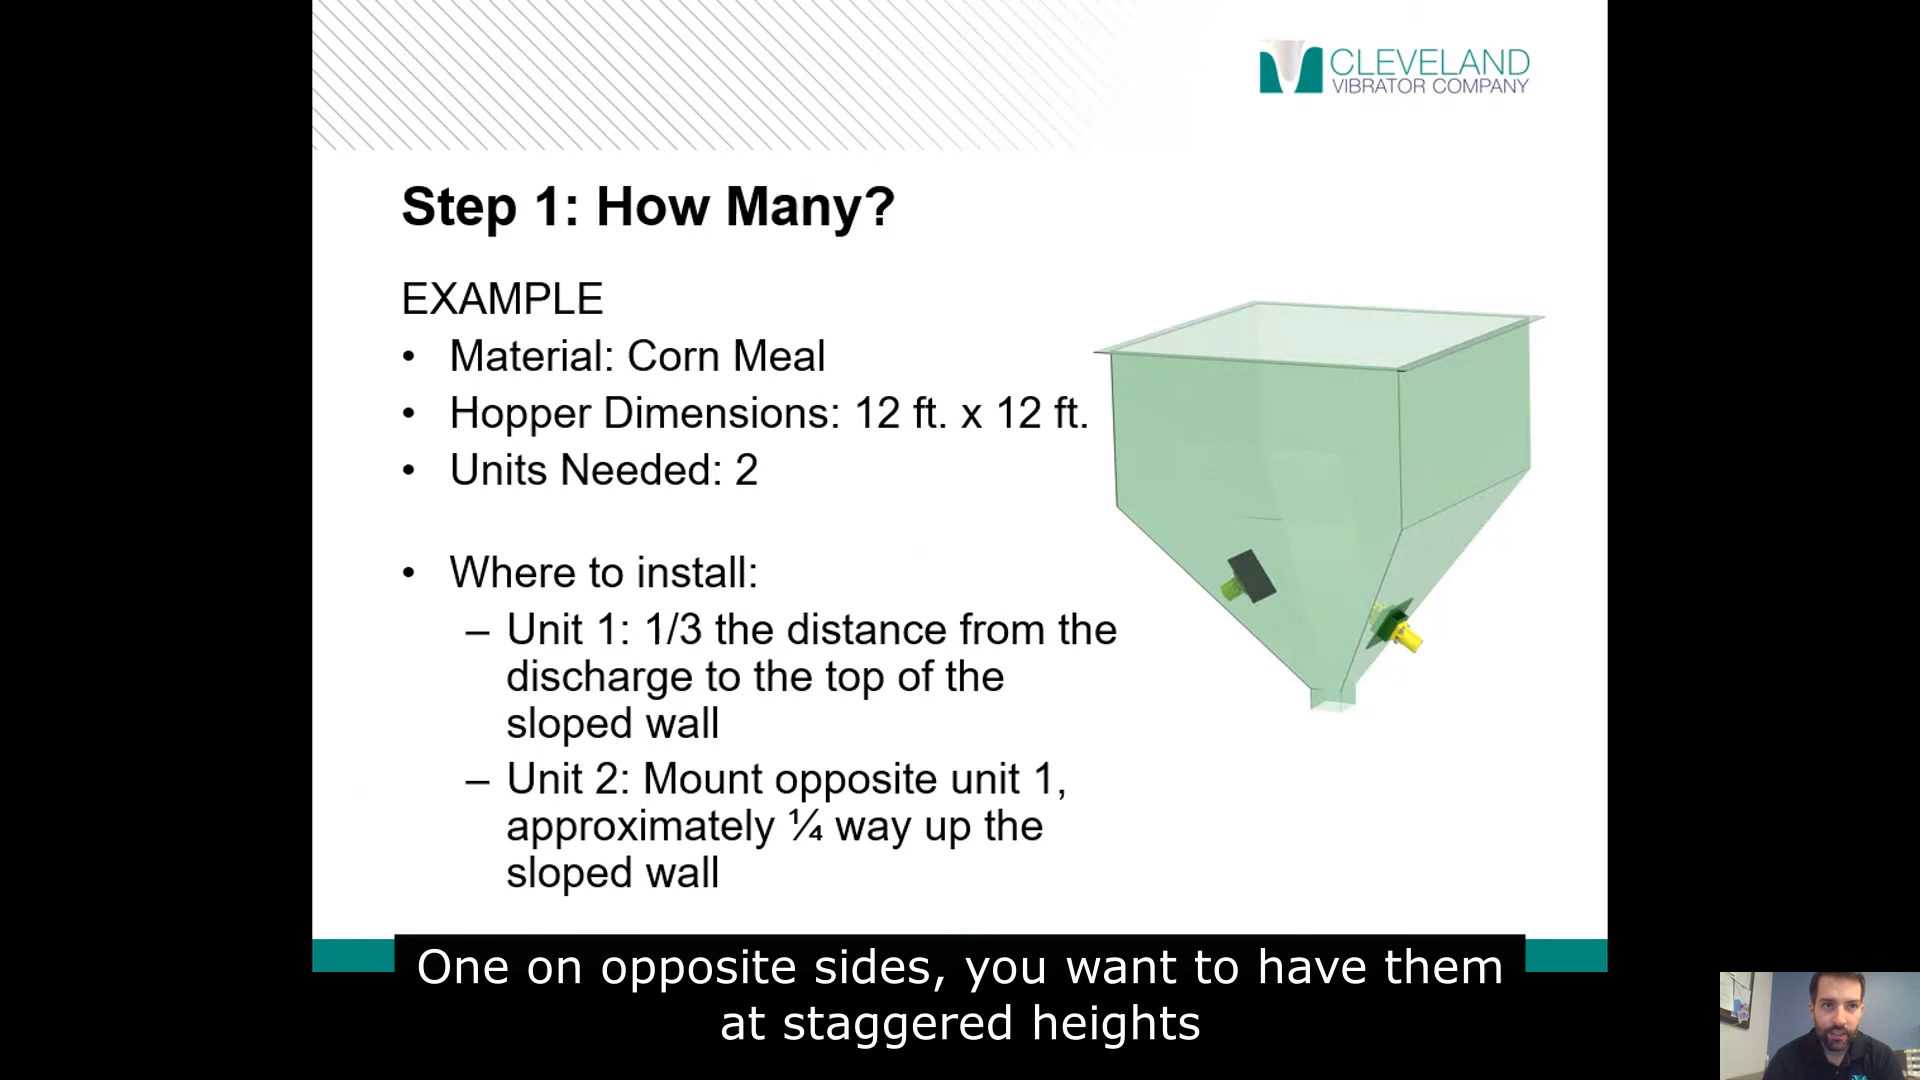 CLEVELAND
VIBRATOR COMPANY
Step 1: How Many?
EXAMPLE
• Material: Corn Meal
• Hopper Dimensions: 12 ft. x 12 ft.
• Units Needed: 2
• Where to install:
– Unit 1: 1/3 the distance from the
discharge to the top of the
sloped wall
– Unit 2: Mount opposite unit 1,
approximately ¼ way up the
sloped wall
One on opposite sides, you want to have them
at staggered heights